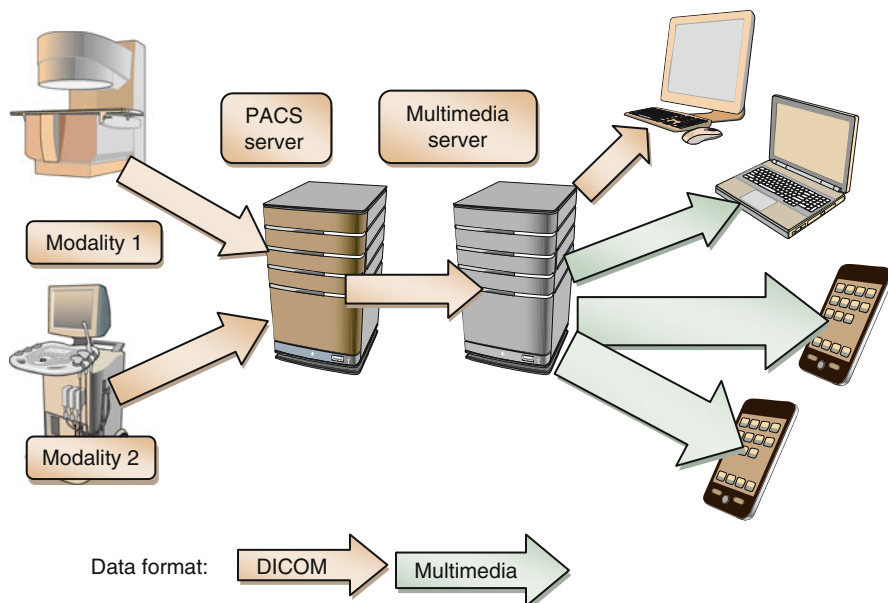 PACS
server
Multimedia
server
Modality 1
Modality 2
Data format:
DICOM
Multimedia